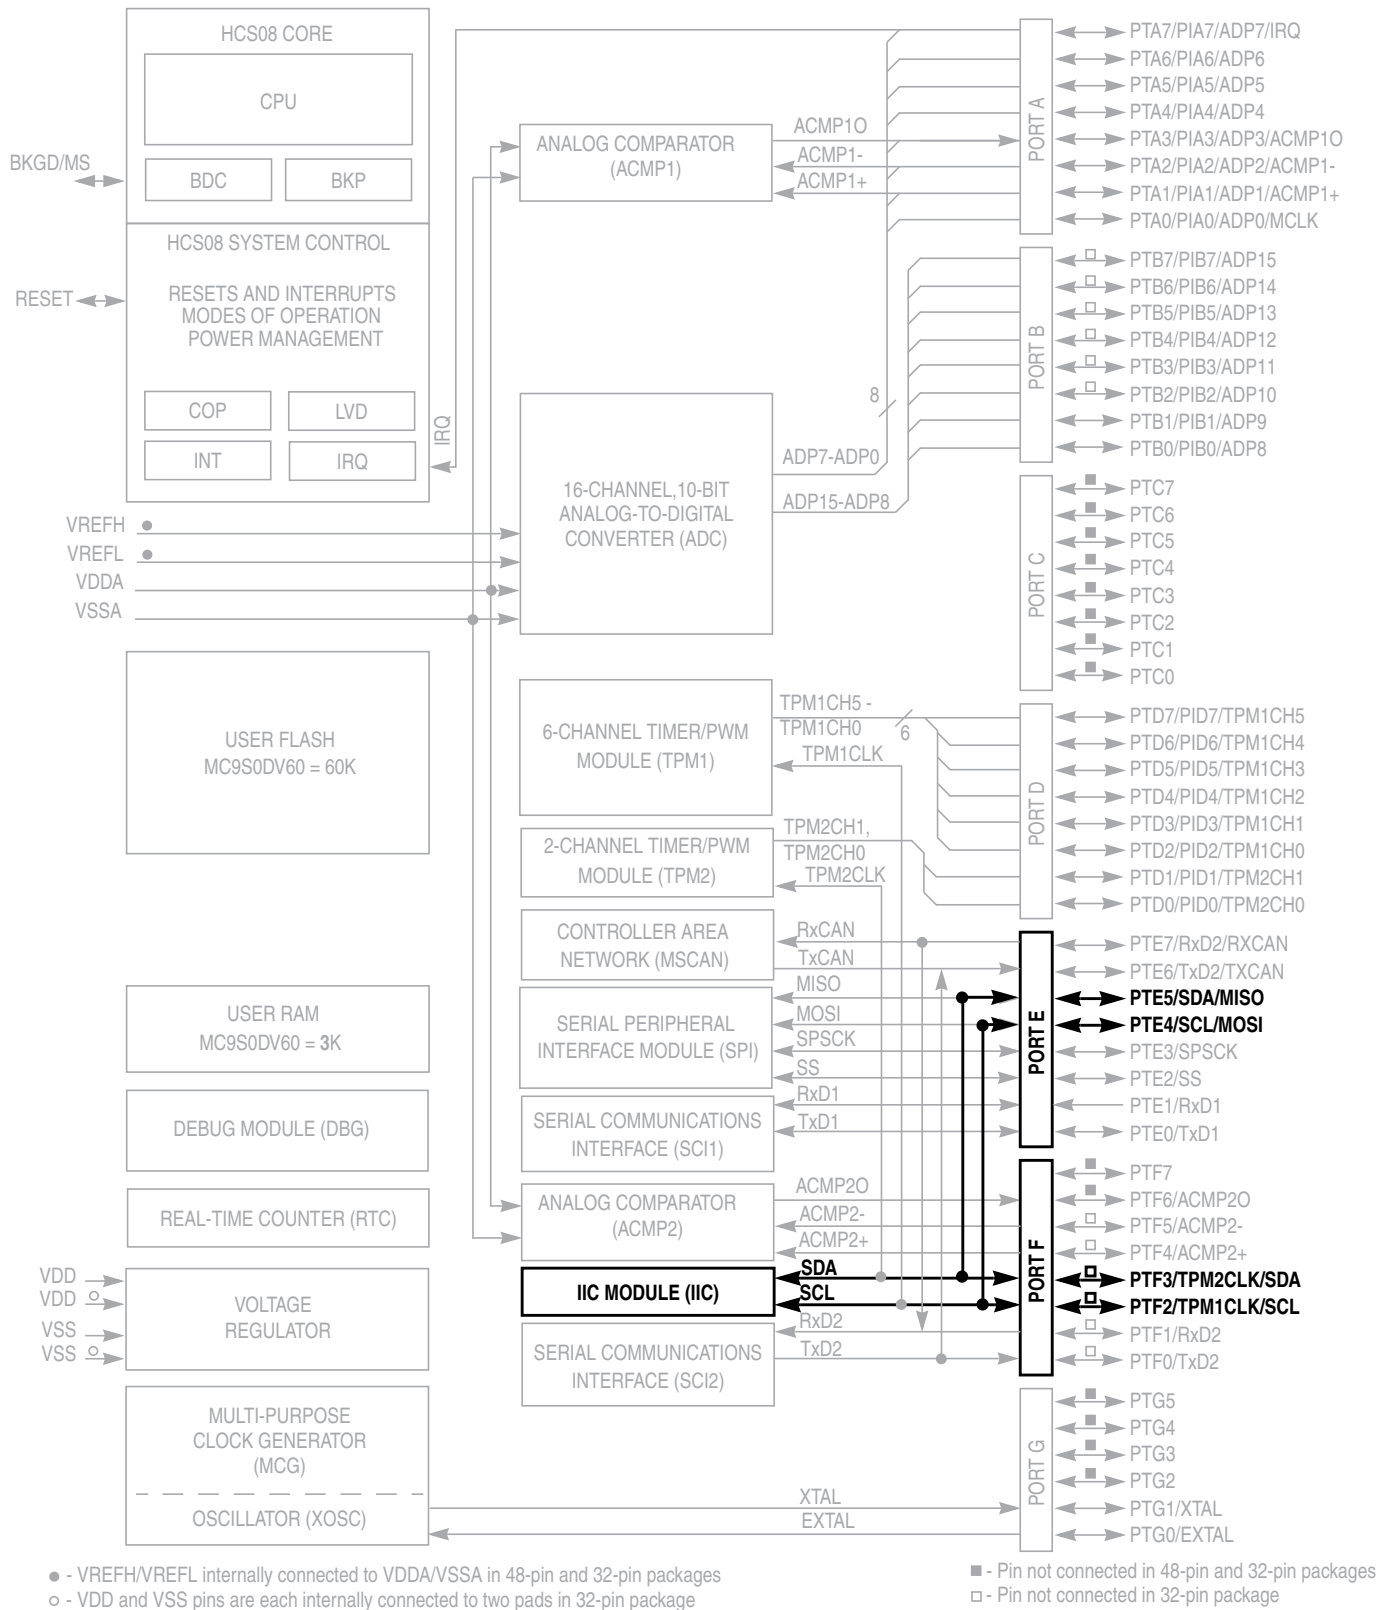 HCS08 CORE
CPU
BDC
BKP
BKGD/MS
HCS08 SYSTEM CONTROL
RESETS AND INTERRUPTS
MODES OF OPERATION
POWER MANAGEMENT
RESET
COP
LVD
INT
IRQ
IRQ
VREFH
VREFL
VDDA
VSSA
USER FLASH
MC9S0DV60 = 60K
USER RAM
MC9S0DV60 = 3K
DEBUG MODULE (DBG)
REAL-TIME COUNTER (RTC)
VDD
VDD
VSS
VSS
VOLTAGE
REGULATOR
MULTI-PURPOSE
CLOCK GENERATOR
(MCG)
OSCILLATOR (XOSC)
ANALOG COMPARATOR
(ACMP1)
ACMP1O
ACMP1-
ACMP1+
16-CHANNEL,10-BIT
ANALOG-TO-DIGITAL
CONVERTER (ADC)
8
ADP7-ADP0
ADP15-ADP8
6-CHANNEL TIMER/PWM
MODULE (TPM1)
TPM1CH5 -
TPM1CH0
6
TPM1CLK
2-CHANNEL TIMER/PWM
MODULE (TPM2)
TPM2CH1,
TPM2CH0
TPM2CLK
CONTROLLER AREA
NETWORK (MSCAN)
RxCAN
TxCAN
SERIAL PERIPHERAL
INTERFACE MODULE (SPI)
MISO
MOSI
SPSCK
SS
SERIAL COMMUNICATIONS
INTERFACE (SCI1)
RxD1
TxD1
ANALOG COMPARATOR
(ACMP2)
ACMP2O
ACMP2-
ACMP2+
IIC MODULE (IIC)
SDA
SCL
SERIAL COMMUNICATIONS
INTERFACE (SCI2)
RxD2
TxD2
XTAL
EXTAL
PORT A
PTA7/PIA7/ADP7/IRQ
PTA6/PIA6/ADP6
PTA5/PIA5/ADP5
PTA4/PIA4/ADP4
PTA3/PIA3/ADP3/ACMP1O
PTA2/PIA2/ADP2/ACMP1-
PTA1/PIA1/ADP1/ACMP1+
PTA0/PIA0/ADP0/MCLK
PORT B
PTB7/PIB7/ADP15
PTB6/PIB6/ADP14
PTB5/PIB5/ADP13
PTB4/PIB4/ADP12
PTB3/PIB3/ADP11
PTB2/PIB2/ADP10
PTB1/PIB1/ADP9
PTB0/PIB0/ADP8
PORT C
PTC7
PTC6
PTC5
PTC4
PTC3
PTC2
PTC1
PTC0
PORT D
PTD7/PID7/TPM1CH5
PTD6/PID6/TPM1CH4
PTD5/PID5/TPM1CH3
PTD4/PID4/TPM1CH2
PTD3/PID3/TPM1CH1
PTD2/PID2/TPM1CH0
PTD1/PID1/TPM2CH1
PTD0/PID0/TPM2CH0
PORT E
PTE7/RxD2/RXCAN
PTE6/TxD2/TXCAN
PTE5/SDA/MISO
PTE4/SCL/MOSI
PTE3/SPSCK
PTE2/SS
PTE1/RxD1
PTE0/TxD1
PORT F
PTF7
PTF6/ACMP2O
PTF5/ACMP2-
PTF4/ACMP2+
PTF3/TPM2CLK/SDA
PTF2/TPM1CLK/SCL
PTF1/RxD2
PTF0/TxD2
PORT G
PTG5
PTG4
PTG3
PTG2
PTG1/XTAL
PTG0/EXTAL
● - VREFH/VREFL internally connected to VDDA/VSSA in 48-pin and 32-pin packages
○ - VDD and VSS pins are each internally connected to two pads in 32-pin package
■ - Pin not connected in 48-pin and 32-pin packages
□ - Pin not connected in 32-pin package